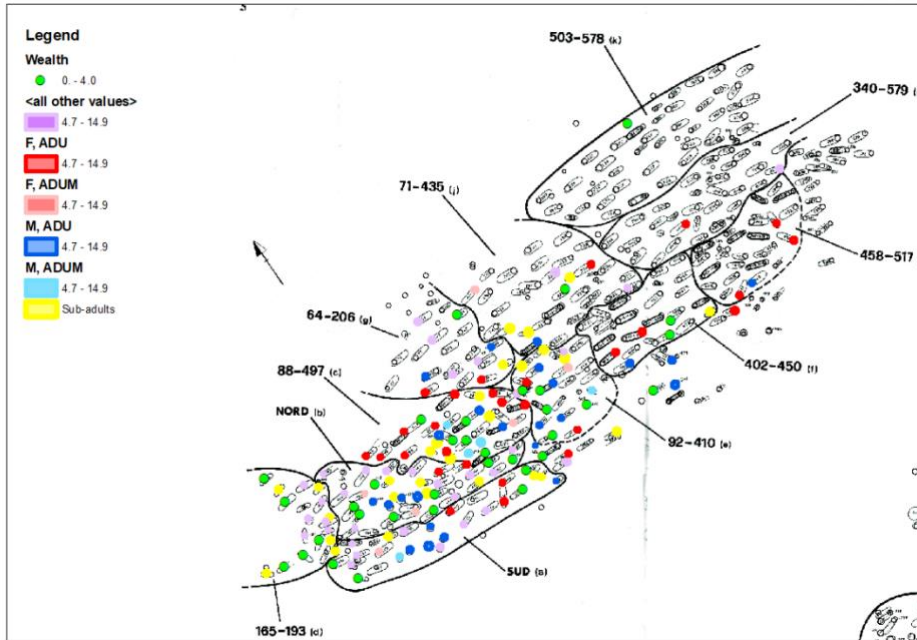 Legend
Wealth
0. - 4.0
<all other values>
4.7 - 14.9
F, ADU
4.7 - 14.9
F, ADUM
4.7 - 14.9
M, ADU
4.7 - 14.9
M, ADUM
4.7 - 14.9
Sub-adults
503–578 (k)
340–579
71–435 (j)
458–517
64–206 (g)
402–450 (f)
88–497 (c)
NORD (b)
92–410 (e)
SUD (a)
165–193 (d)